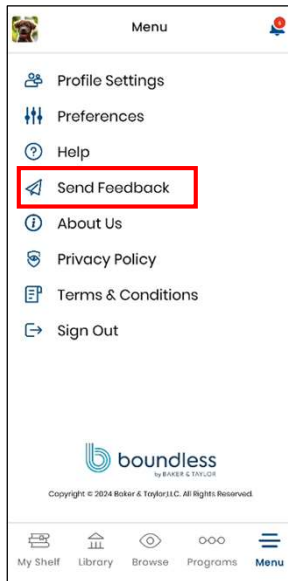 Menu
Profile Settings
Preferences
Help
Send Feedback
About Us
Privacy Policy
Terms & Conditions
Sign Out
boundless
by BAKER & TAYLOR
Copyright © 2024 Baker & Taylor,LLC. All Rights Reserved.
My Shelf Library Browse Programs Menu